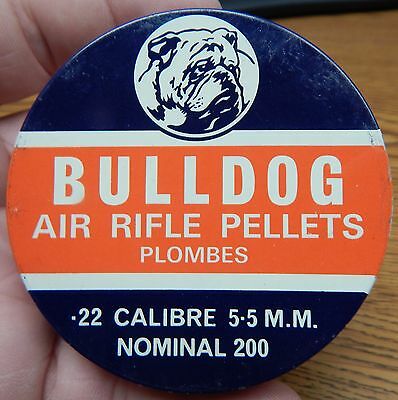 BULLDOG
AIR RIFLE PELLETS
PLOMBES
·22 CALIBRE 5·5 M.M.
NOMINAL 200